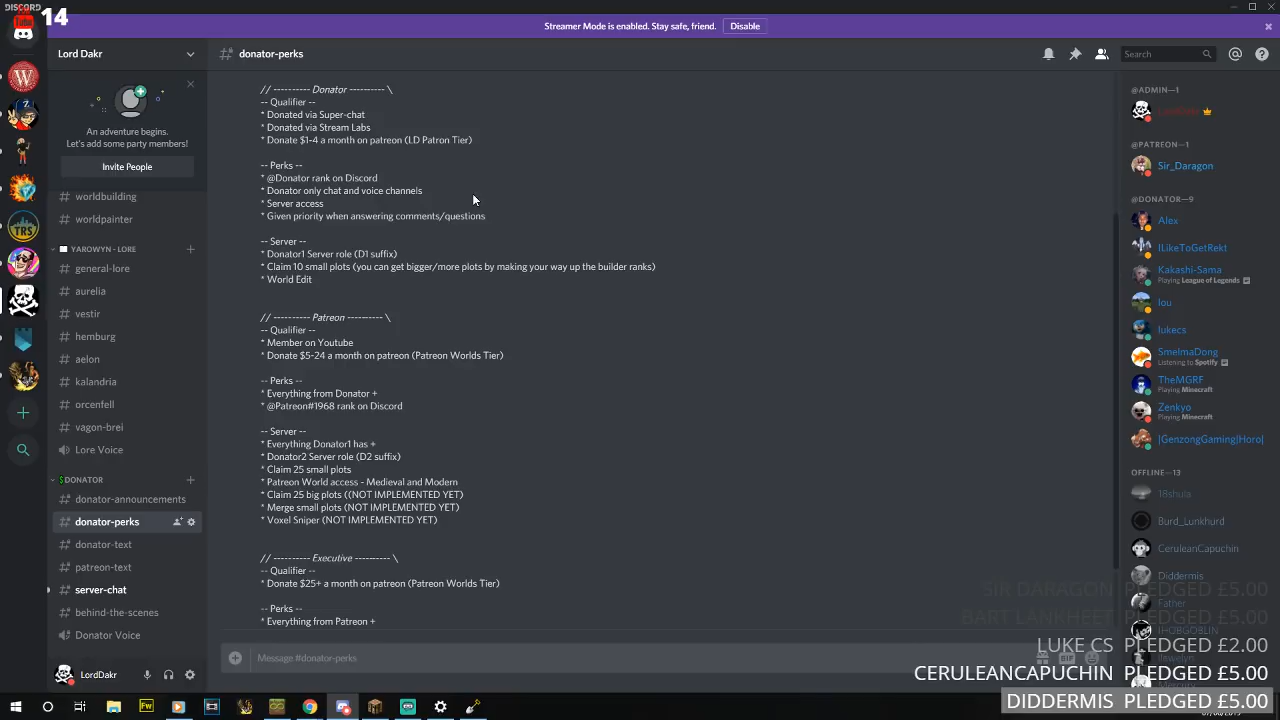 DISCORD
14
You Tube
Streamer Mode is enabled. Stay safe, friend.
Disable
Lord Dakr
donator-perks
Search
An adventure begins.
Let's add some party members!
Invite People
# worldbuilding
# worldpainter
YAROWYN - LORE
# general-lore
# aurelia
# vestir
# hemburg
# aelon
# kalandria
# orcenfell
# vagon-brei
Lore Voice
$DONATOR
# donator-announcements
# donator-perks
# donator-text
# patreon-text
# server-chat
# behind-the-scenes
Donator Voice
LordDakr
// ---------- Donator ---------- \
-- Qualifier --
* Donated via Super-chat
* Donated via Stream Labs
* Donate $1-4 a month on patreon (LD Patron Tier)
-- Perks --
* @Donator rank on Discord
* Donator only chat and voice channels
* Server access
* Given priority when answering comments/questions
-- Server --
* Donator1 Server role (D1 suffix)
* Claim 10 small plots (you can get bigger/more plots by making your way up the builder ranks)
* World Edit
// ---------- Patreon ---------- \
-- Qualifier --
* Member on Youtube
* Donate $5-24 a month on patreon (Patreon Worlds Tier)
-- Perks --
* Everything from Donator +
* @Patreon#1968 rank on Discord
-- Server --
* Everything Donator1 has +
* Donator2 Server role (D2 suffix)
* Claim 25 small plots
* Patreon World access - Medieval and Modern
* Claim 25 big plots ((NOT IMPLEMENTED YET)
* Merge small plots (NOT IMPLEMENTED YET)
* Voxel Sniper (NOT IMPLEMENTED YET)
// ---------- Executive ---------- \
-- Qualifier --
* Donate $25+ a month on patreon (Patreon Worlds Tier)
-- Perks --
* Everything from Patreon +
Message #donator-perks
GIF
@ADMIN—1
LordDakr
@PATREON—1
Sir_Daragon
@DONATOR—9
Alex
ILikeToGetRekt
Kakashi-Sama
Playing League of Legends
lou
lukecs
SmelmaDong
Listening to Spotify
TheMGRF
Playing Minecraft
Zenkyo
Playing Minecraft
|GenzongGaming|Horo|
OFFLINE—13
18shula
Burd_Lunkhurd
CeruleanCapuchin
Diddermis
SIR DARAGON PLEDGED £5.00
BART LANKHEET PLEDGED £5.00
LUKE CS PLEDGED £2.00
CERULEANCAPUCHIN PLEDGED £5.00
DIDDERMIS PLEDGED £5.00
Fw